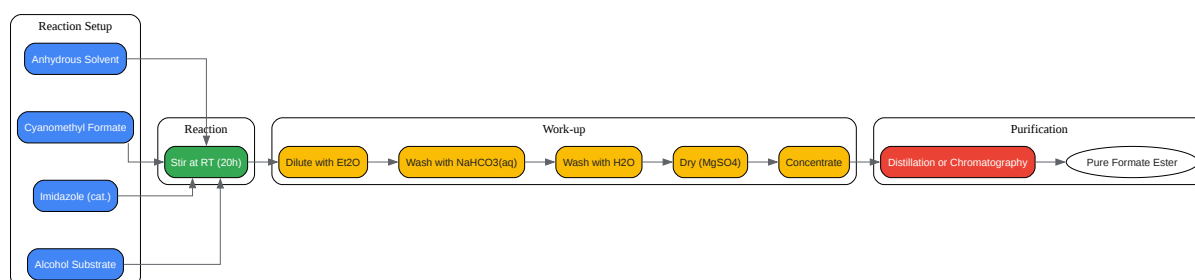 Reaction Setup
Anhydrous Solvent
Cyanomethyl Formate
Imidazole (cat.)
Alcohol Substrate
Reaction
Stir at RT (20h)
Work-up
Dilute with Et2O
Wash with NaHCO3(aq)
Wash with H2O
Dry (MgSO4)
Concentrate
Purification
Distillation or Chromatography
Pure Formate Ester